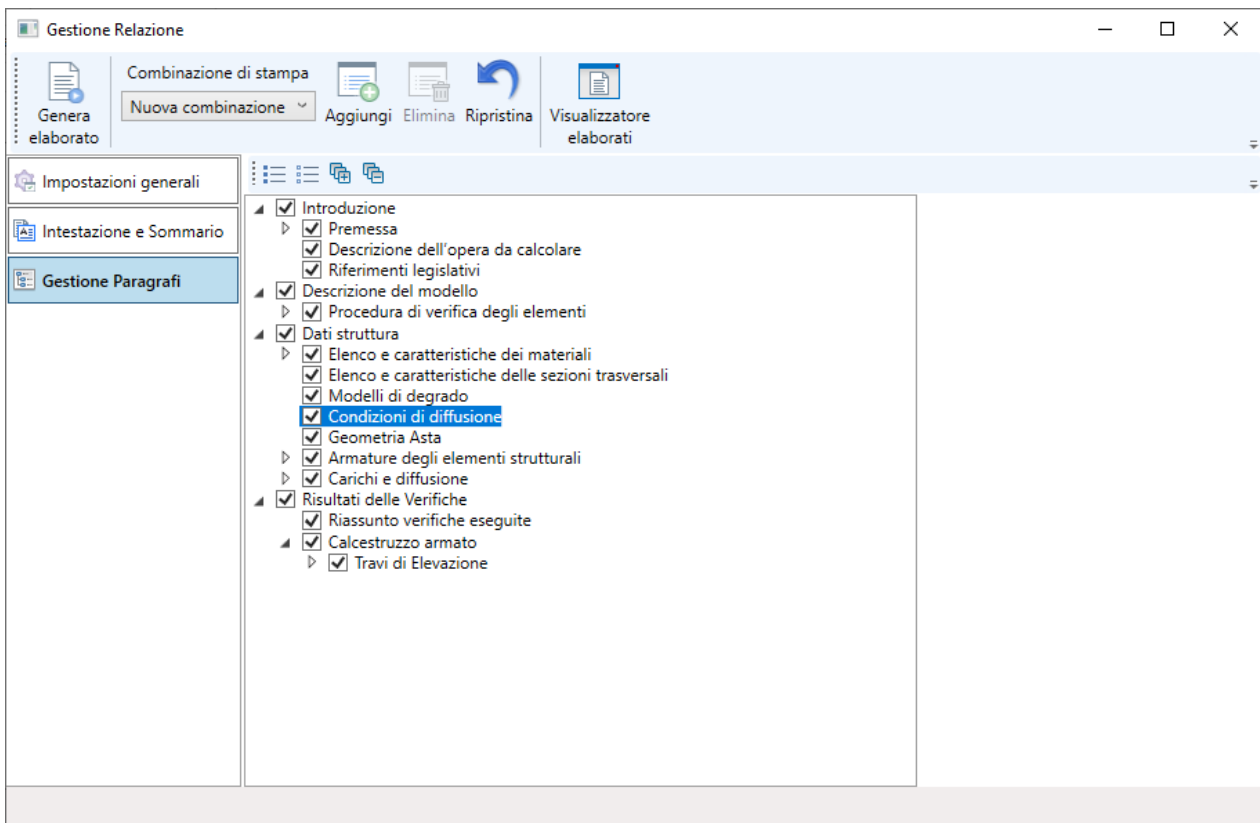 Gestione Relazione
Combinazione di stampa
Nuova combinazione
Genera elaborato
Aggiungi
Elimina
Ripristina
Visualizzatore elaborati
Impostazioni generali
Intestazione e Sommario
Gestione Paragrafi
Introduzione
Premessa
Descrizione dell'opera da calcolare
Riferimenti legislativi
Descrizione del modello
Procedura di verifica degli elementi
Dati struttura
Elenco e caratteristiche dei materiali
Elenco e caratteristiche delle sezioni trasversali
Modelli di degrado
Condizioni di diffusione
Geometria Asta
Armature degli elementi strutturali
Carichi e diffusione
Risultati delle Verifiche
Riassunto verifiche eseguite
Calcestruzzo armato
Travi di Elevazione